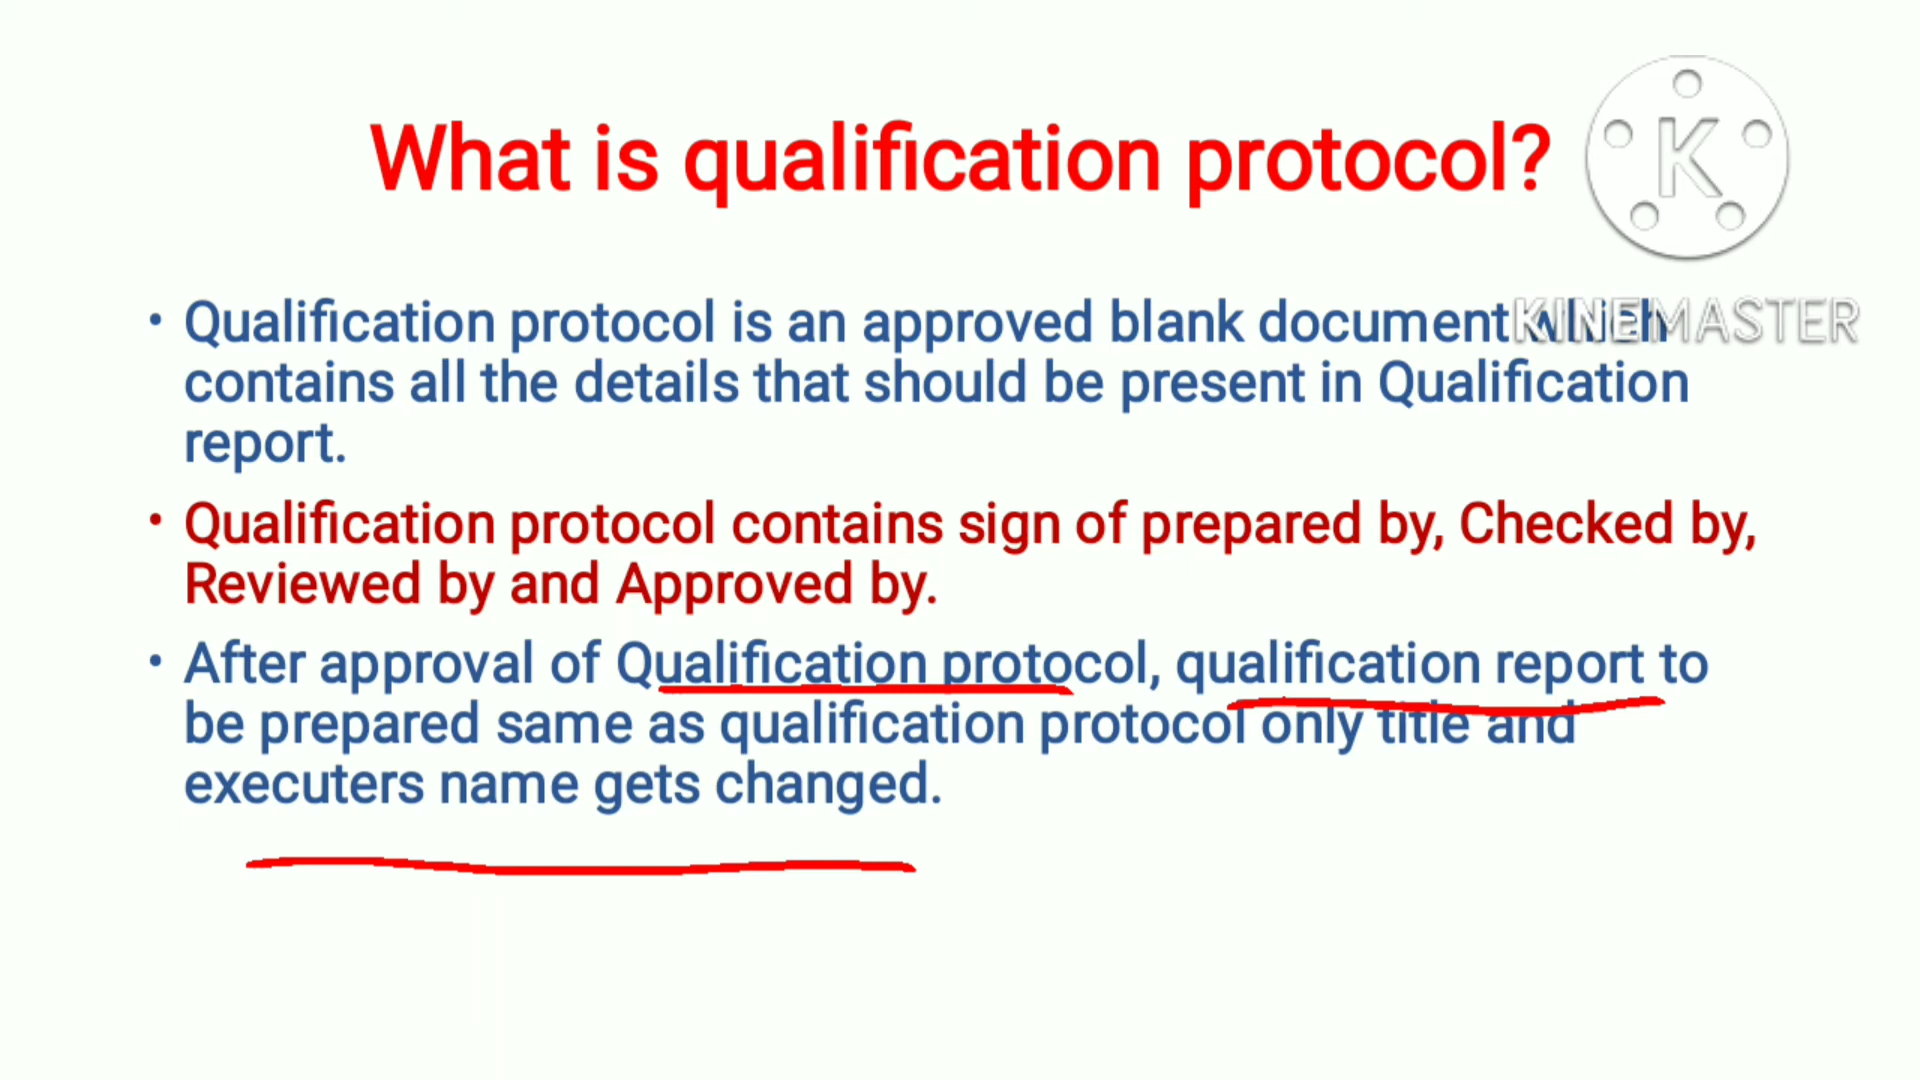 What is qualification protocol?
K
KINEMASTER
• Qualification protocol is an approved blank document which
contains all the details that should be present in Qualification
report.
• Qualification protocol contains sign of prepared by, Checked by,
Reviewed by and Approved by.
• After approval of Qualification protocol, qualification report to
be prepared same as qualification protocol only title and
executers name gets changed.